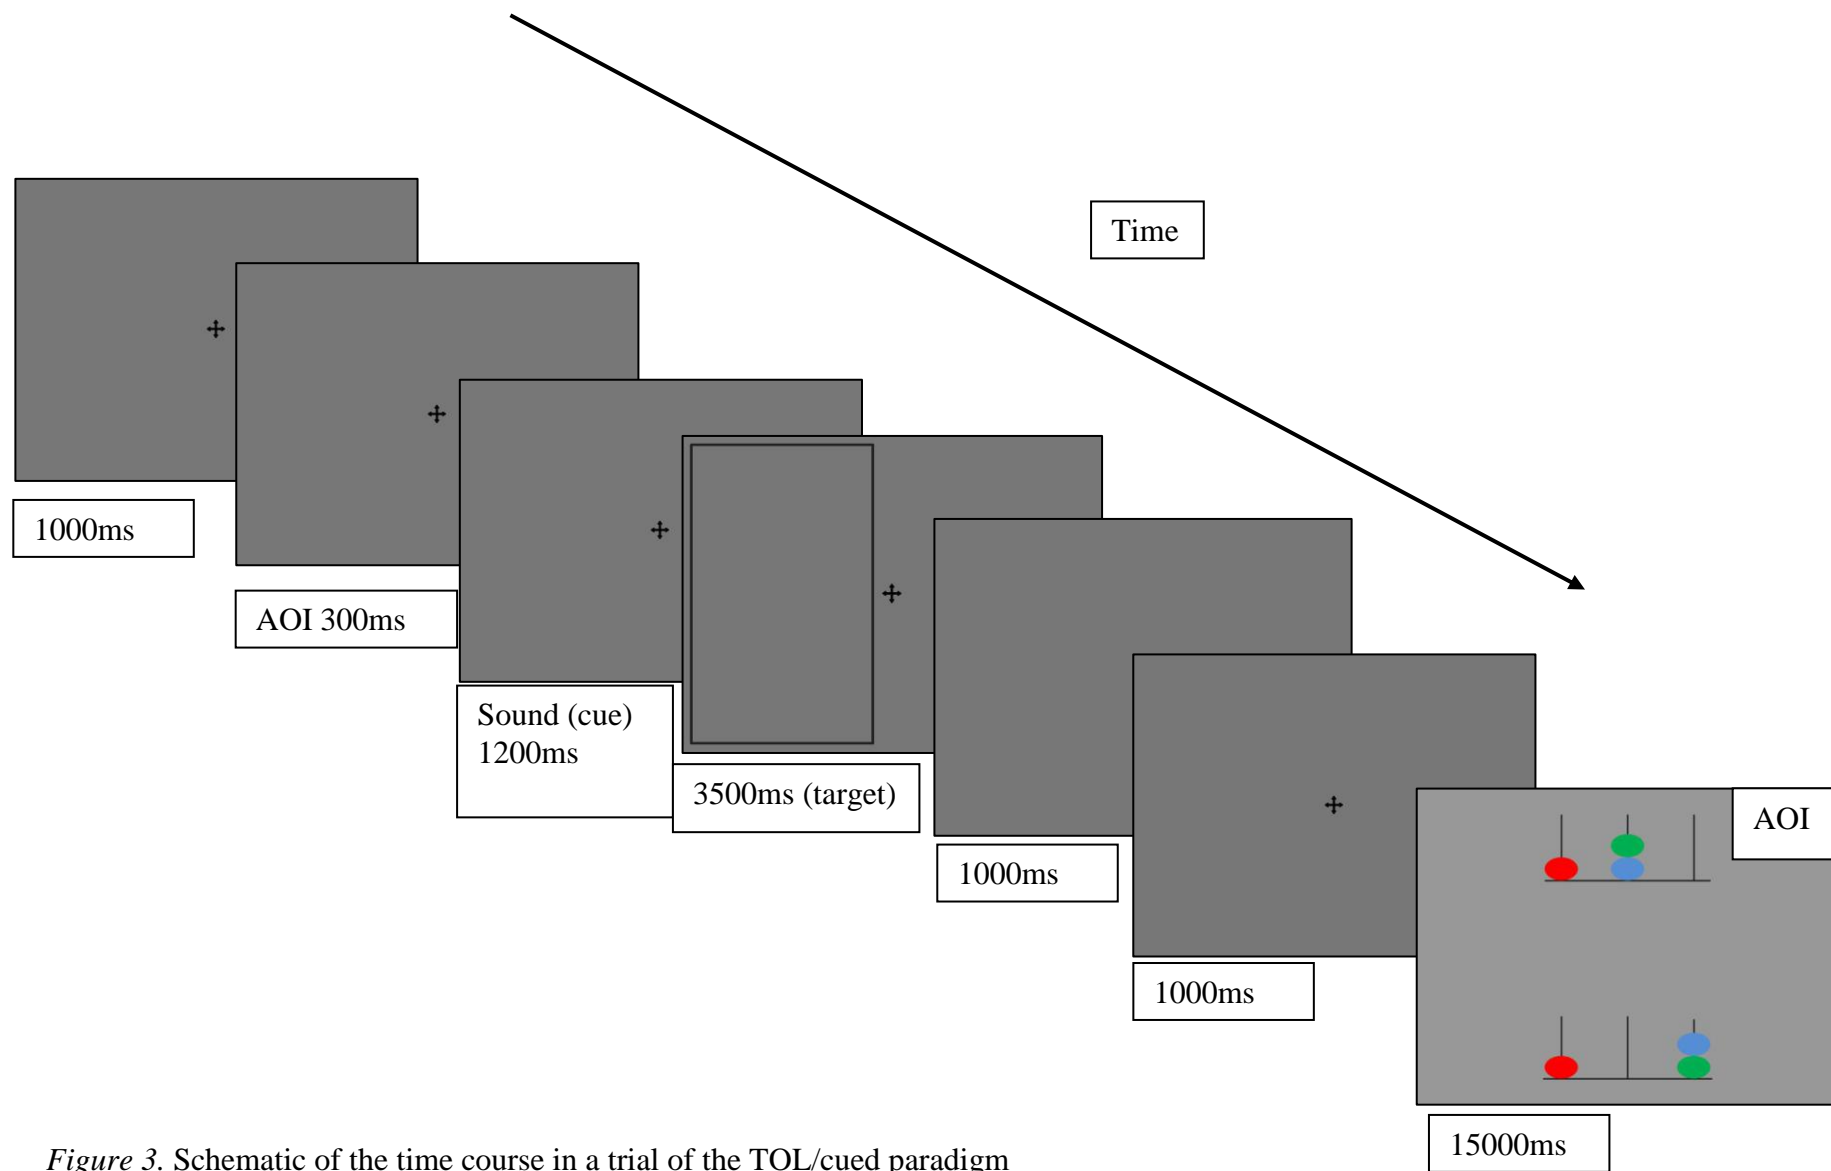 Time
1000ms
AOI 300ms
Sound (cue)
1200ms
3500ms (target)
1000ms
1000ms
AOI
15000ms
Figure 3. Schematic of the time course in a trial of the TOL/cued paradigm